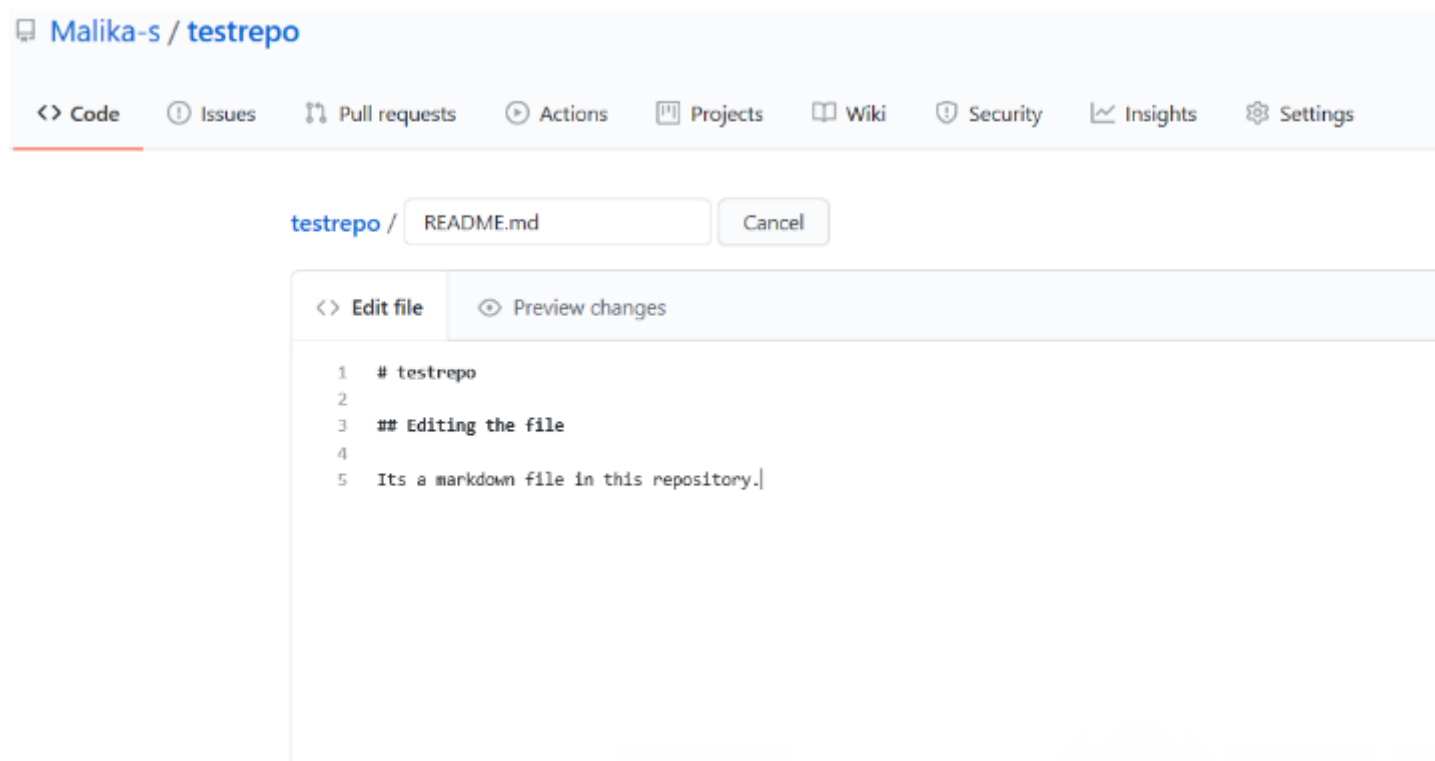 Malika-s / testrepo
<> Code Issues Pull requests Actions Projects Wiki Security Insights Settings
testrepo / README.md Cancel
<> Edit file Preview changes
1 # testrepo
2
3 ## Editing the file
4
5 Its a markdown file in this repository.